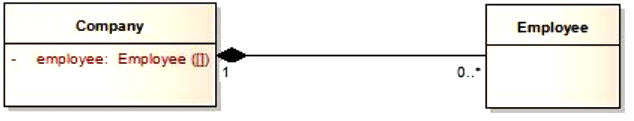 Company
- employee: Employee ([])
Employee
1
0..*